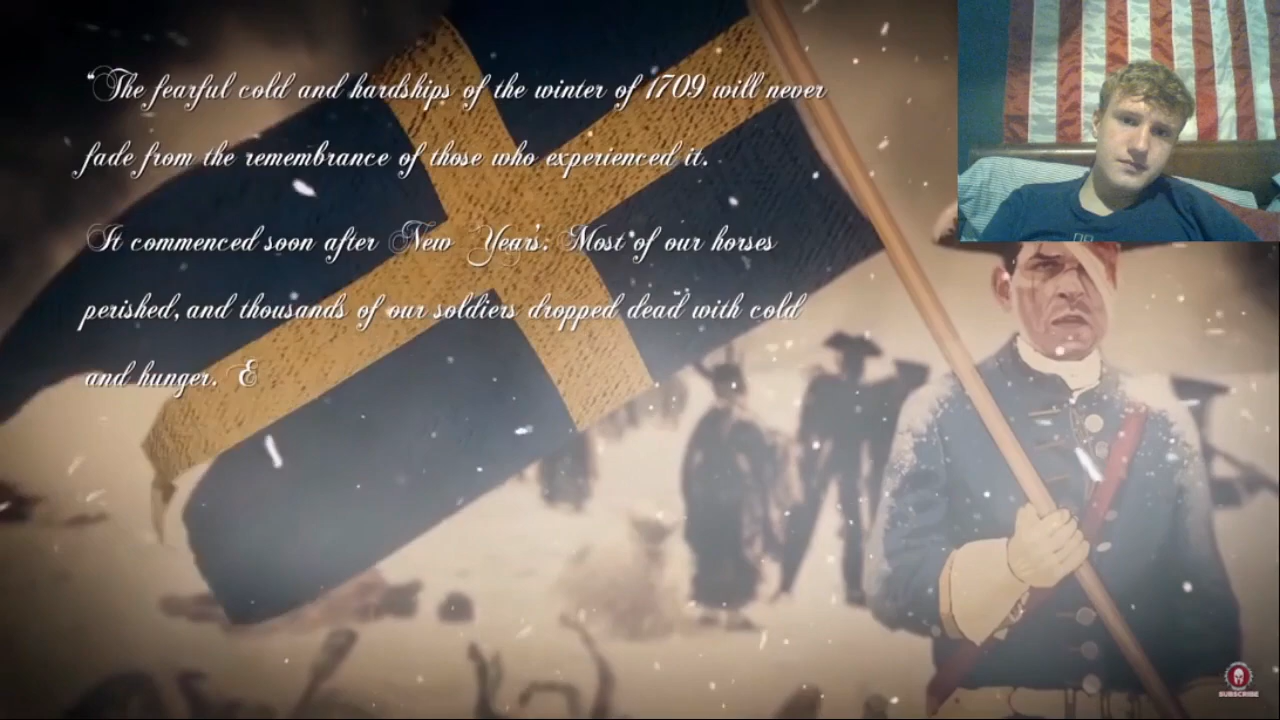 “The fearful cold and hardships of the winter of 1709 will never
fade from the remembrance of those who experienced it.
It commenced soon after New Years'. Most of our horses
perished, and thousands of our soldiers dropped dead with cold
and hunger. E
SUBSCRIBE